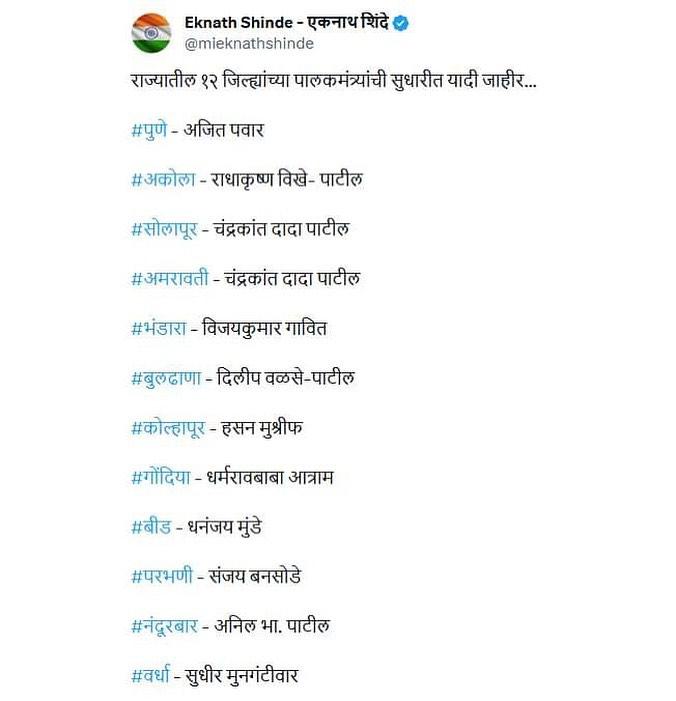 Eknath Shinde - एकनाथ शिंदे
@mieknathshinde
राज्यातील १२ जिल्ह्यांच्या पालकमंत्र्यांची सुधारीत यादी जाहीर...
#पुणे - अजित पवार
#अकोला - राधाकृष्ण विखे- पाटील
#सोलापूर - चंद्रकांत दादा पाटील
#अमरावती - चंद्रकांत दादा पाटील
#भंडारा - विजयकुमार गावित
#बुलढाणा - दिलीप वळसे-पाटील
#कोल्हापूर - हसन मुश्रीफ
#गोंदिया - धर्मरावबाबा आत्राम
#बीड - धनंजय मुंडे
#परभणी - संजय बनसोडे
#नंदूरबार - अनिल भा. पाटील
#वर्धा - सुधीर मुनगंटीवार